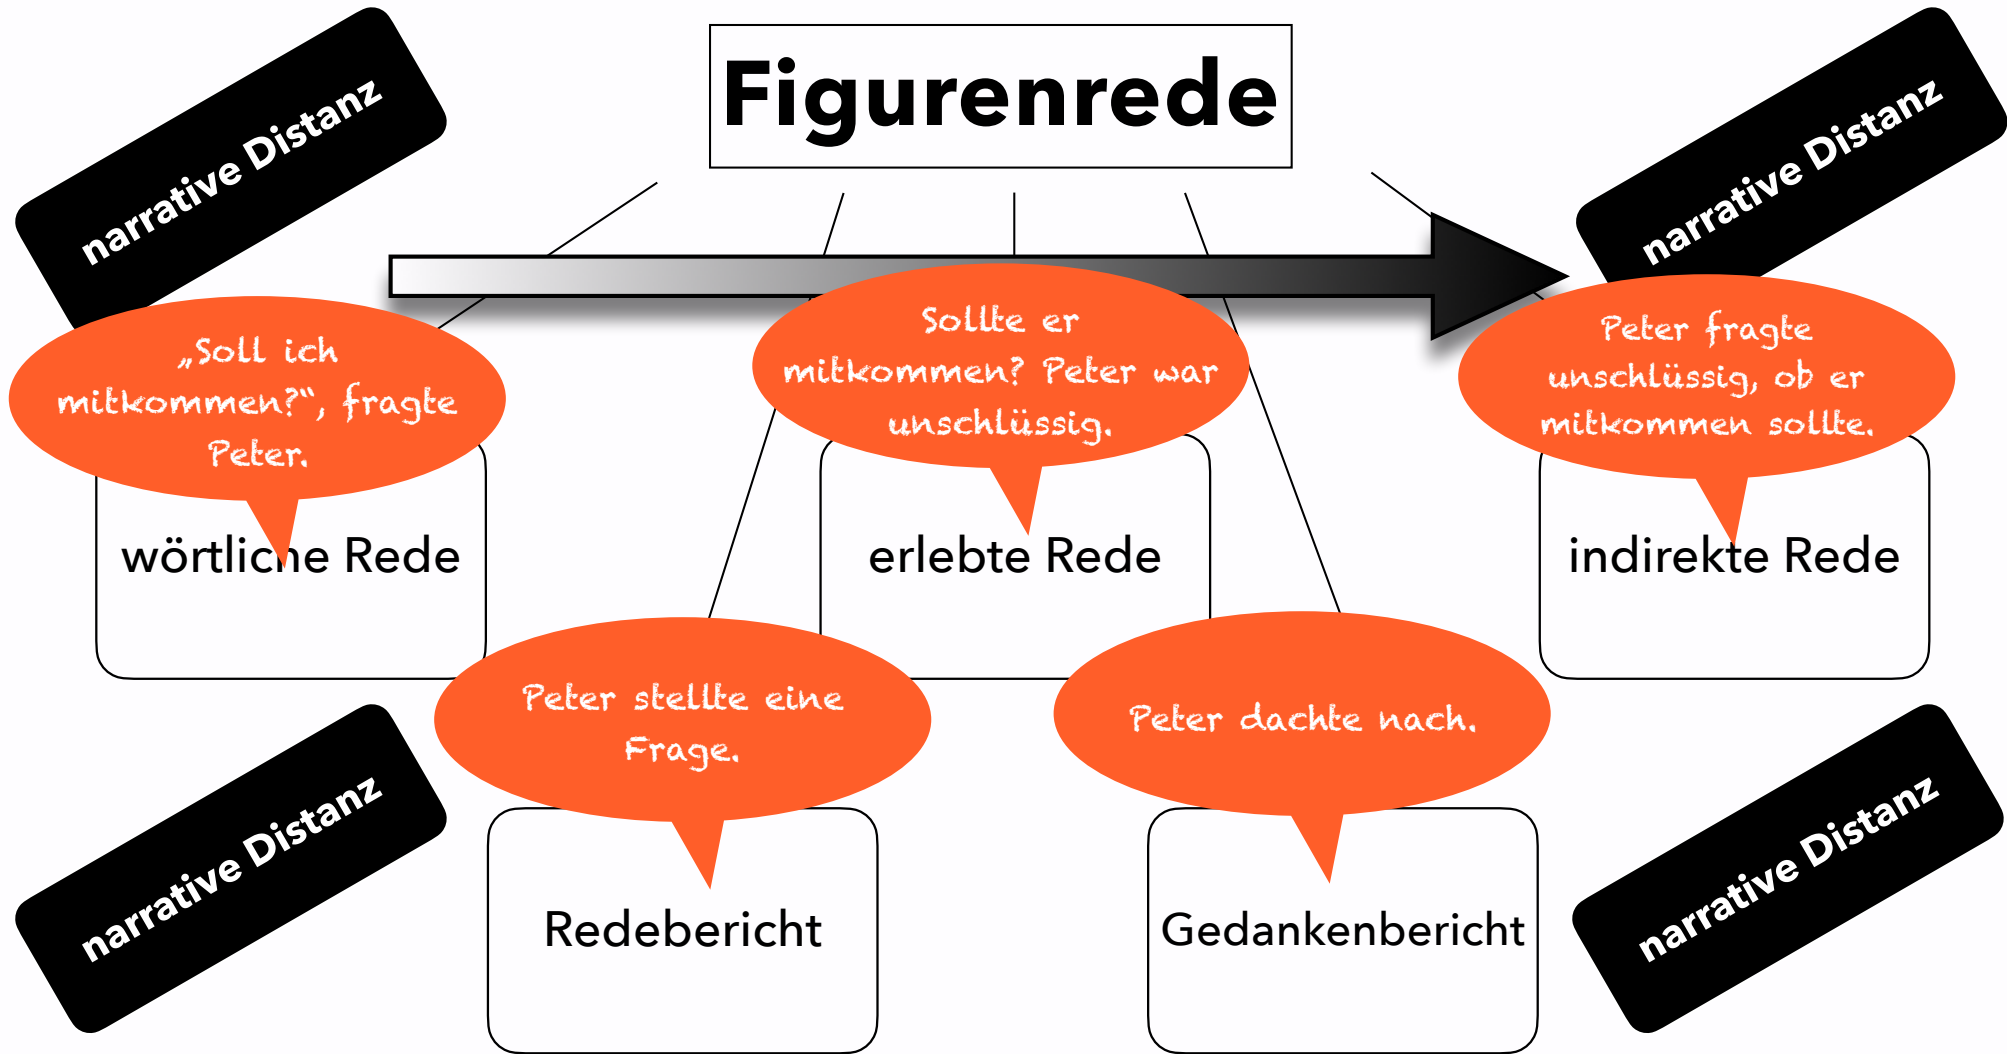 Figurenrede
narrative Distanz
narrative Distanz
„Soll ich
mitkommen?“, fragte
Peter.
wörtliche Rede
Sollte er
mitkommen? Peter war
unschlüssig.
erlebte Rede
Peter fragte
unschlüssig, ob er
mitkommen sollte.
indirekte Rede
Peter stellte eine
Frage.
Redebericht
Peter dachte nach.
Gedankenbericht
narrative Distanz
narrative Distanz